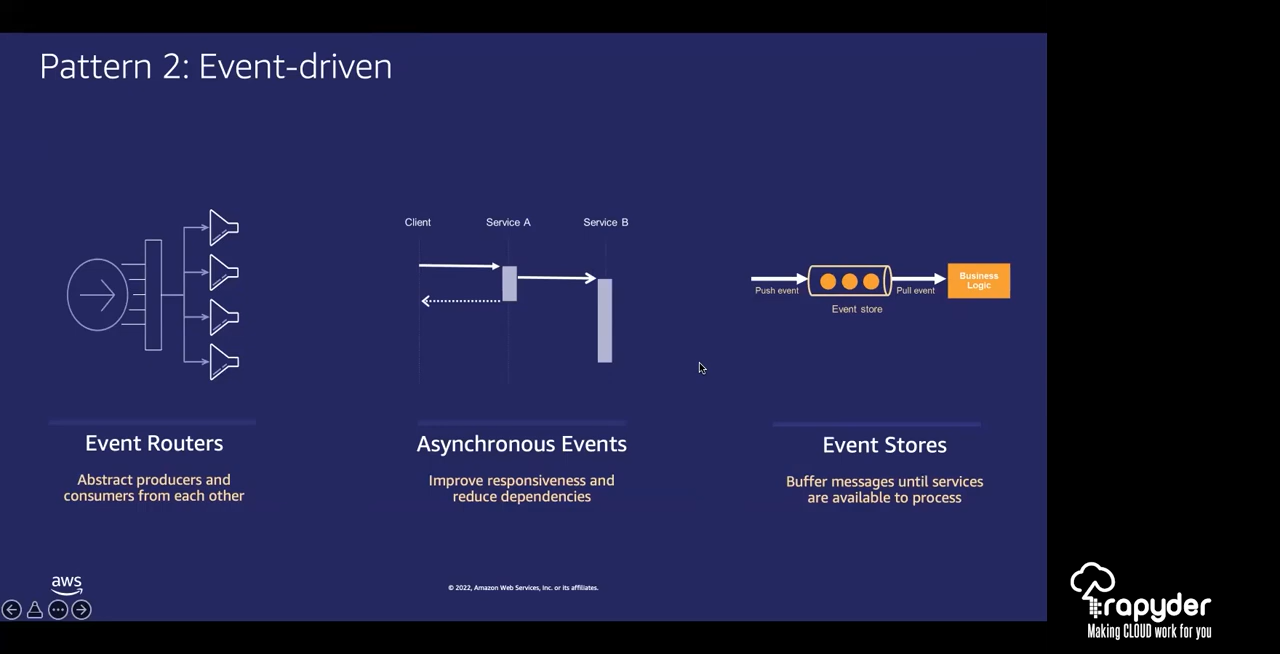 Pattern 2: Event-driven
Client
Service A
Service B
Push event
Pull event
Business
Logic
Event store
Event Routers
Abstract producers and
consumers from each other
Asynchronous Events
Improve responsiveness and
reduce dependencies
Event Stores
Buffer messages until services
are available to process
aws
© 2022, Amazon Web Services, Inc. or its affiliates.
rapyder
Making CLOUD work for you